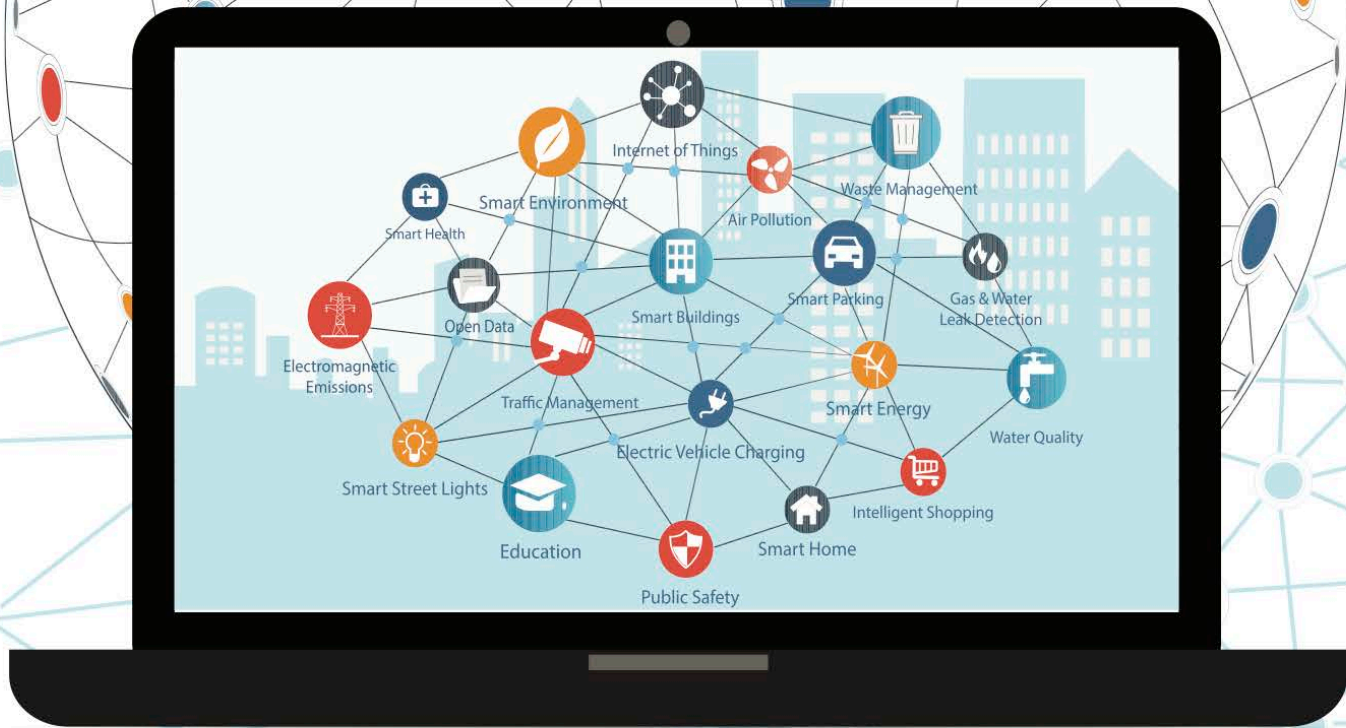 Internet of Things
Smart Environment
Waste Management
Air Pollution
Smart Health
Smart Parking
Gas & Water
Leak Detection
Smart Buildings
Open Data
Electromagnetic
Emissions
Traffic Management
Smart Energy
Water Quality
Electric Vehicle Charging
Smart Street Lights
Intelligent Shopping
Education
Smart Home
Public Safety